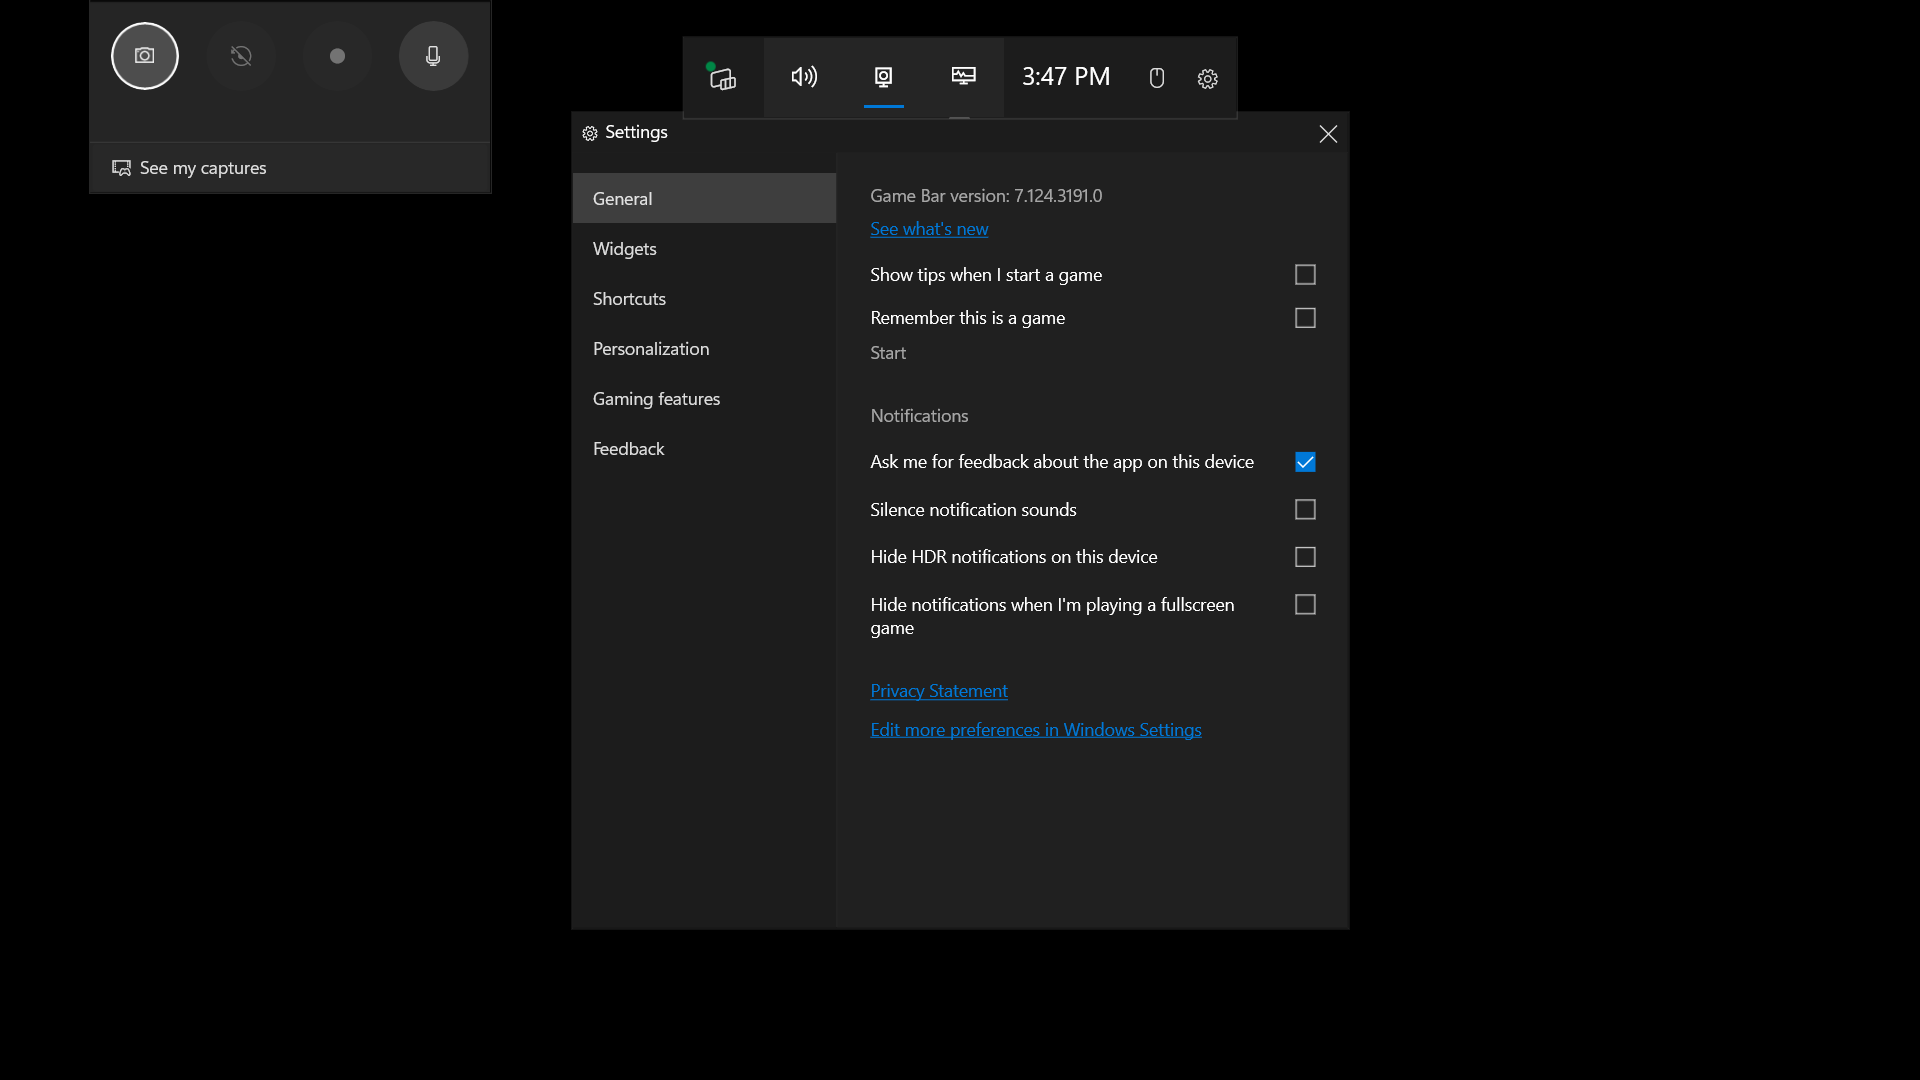 See my captures
3:47 PM
Settings
General
Widgets
Shortcuts
Personalization
Gaming features
Feedback
Game Bar version: 7.124.3191.0
See what's new
Show tips when I start a game
Remember this is a game
Start
Notifications
Ask me for feedback about the app on this device
Silence notification sounds
Hide HDR notifications on this device
Hide notifications when I'm playing a fullscreen
game
Privacy Statement
Edit more preferences in Windows Settings